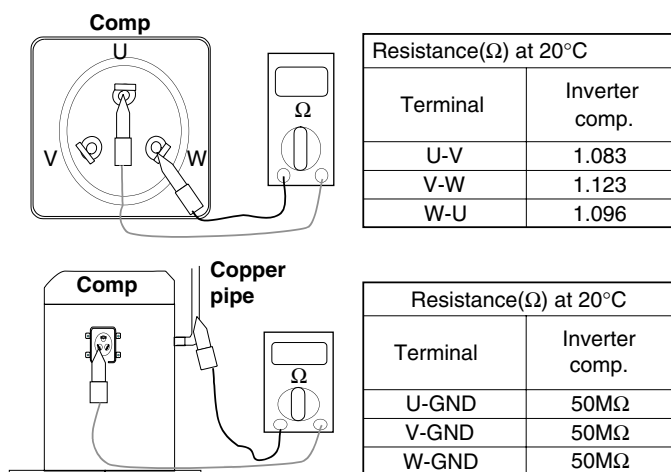 Comp
U
V
W
Ω
Resistance(Ω) at 20°C
Terminal
Inverter
comp.
U-V 1.083
V-W 1.123
W-U 1.096
Comp
Copper
pipe
Ω
Resistance(Ω) at 20°C
Terminal
Inverter
comp.
U-GND 50MΩ
V-GND 50MΩ
W-GND 50MΩ